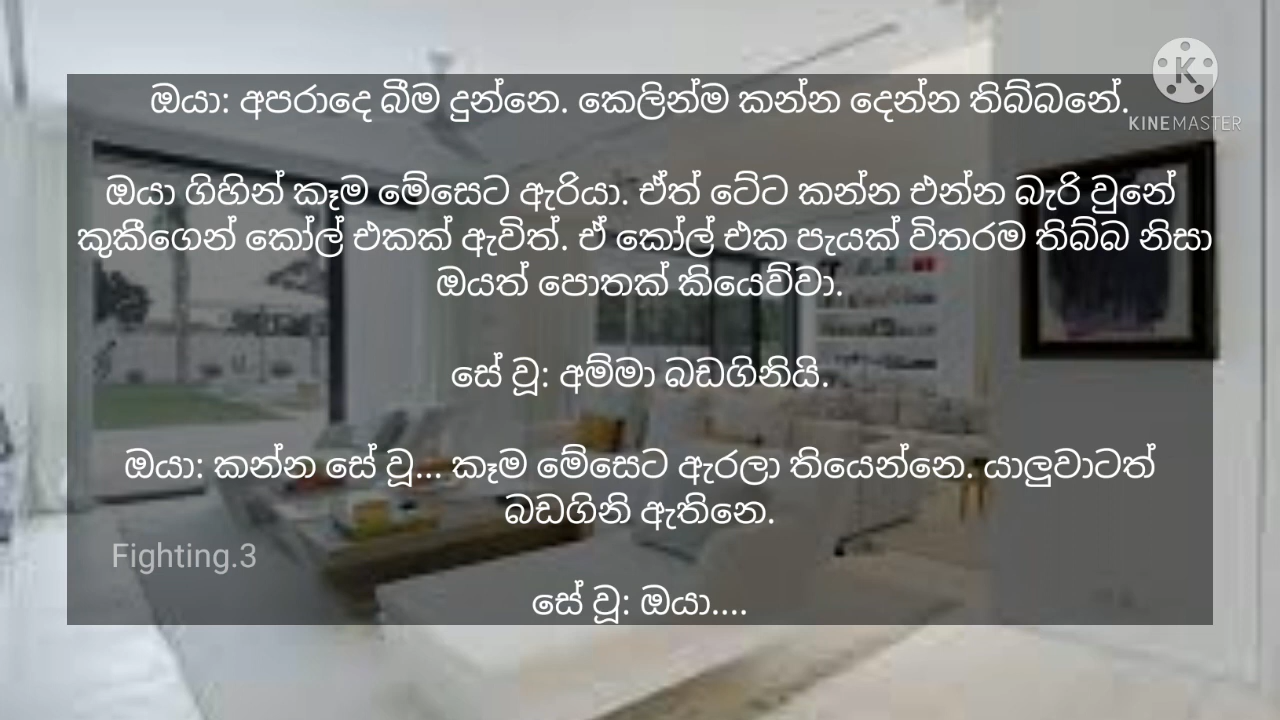 ඔයා: අපරාදෙ බීම දුන්නෙ. කෙලින්ම කන්න දෙන්න තිබ්බනේ.
KINEMASTER
ඔයා ගිහින් කෑම මේසෙට ඇරියා. ඒත් ටේට කන්න එන්න බැරි වුනේ
කුකීගෙන් කෝල් එකක් ඇවිත්. ඒ කෝල් එක පැයක් විතරම තිබ්බ නිසා
ඔයත් පොතක් කියෙව්වා.
සේ වූ: අම්මා බඩගිනියි.
ඔයා: කන්න සේ වූ... කෑම මේසෙට ඇරලා තියෙන්නෙ. යාලුවාටත්
බඩගිනි ඇතිනෙ.
Fighting.3
සේ වූ: ඔයා....